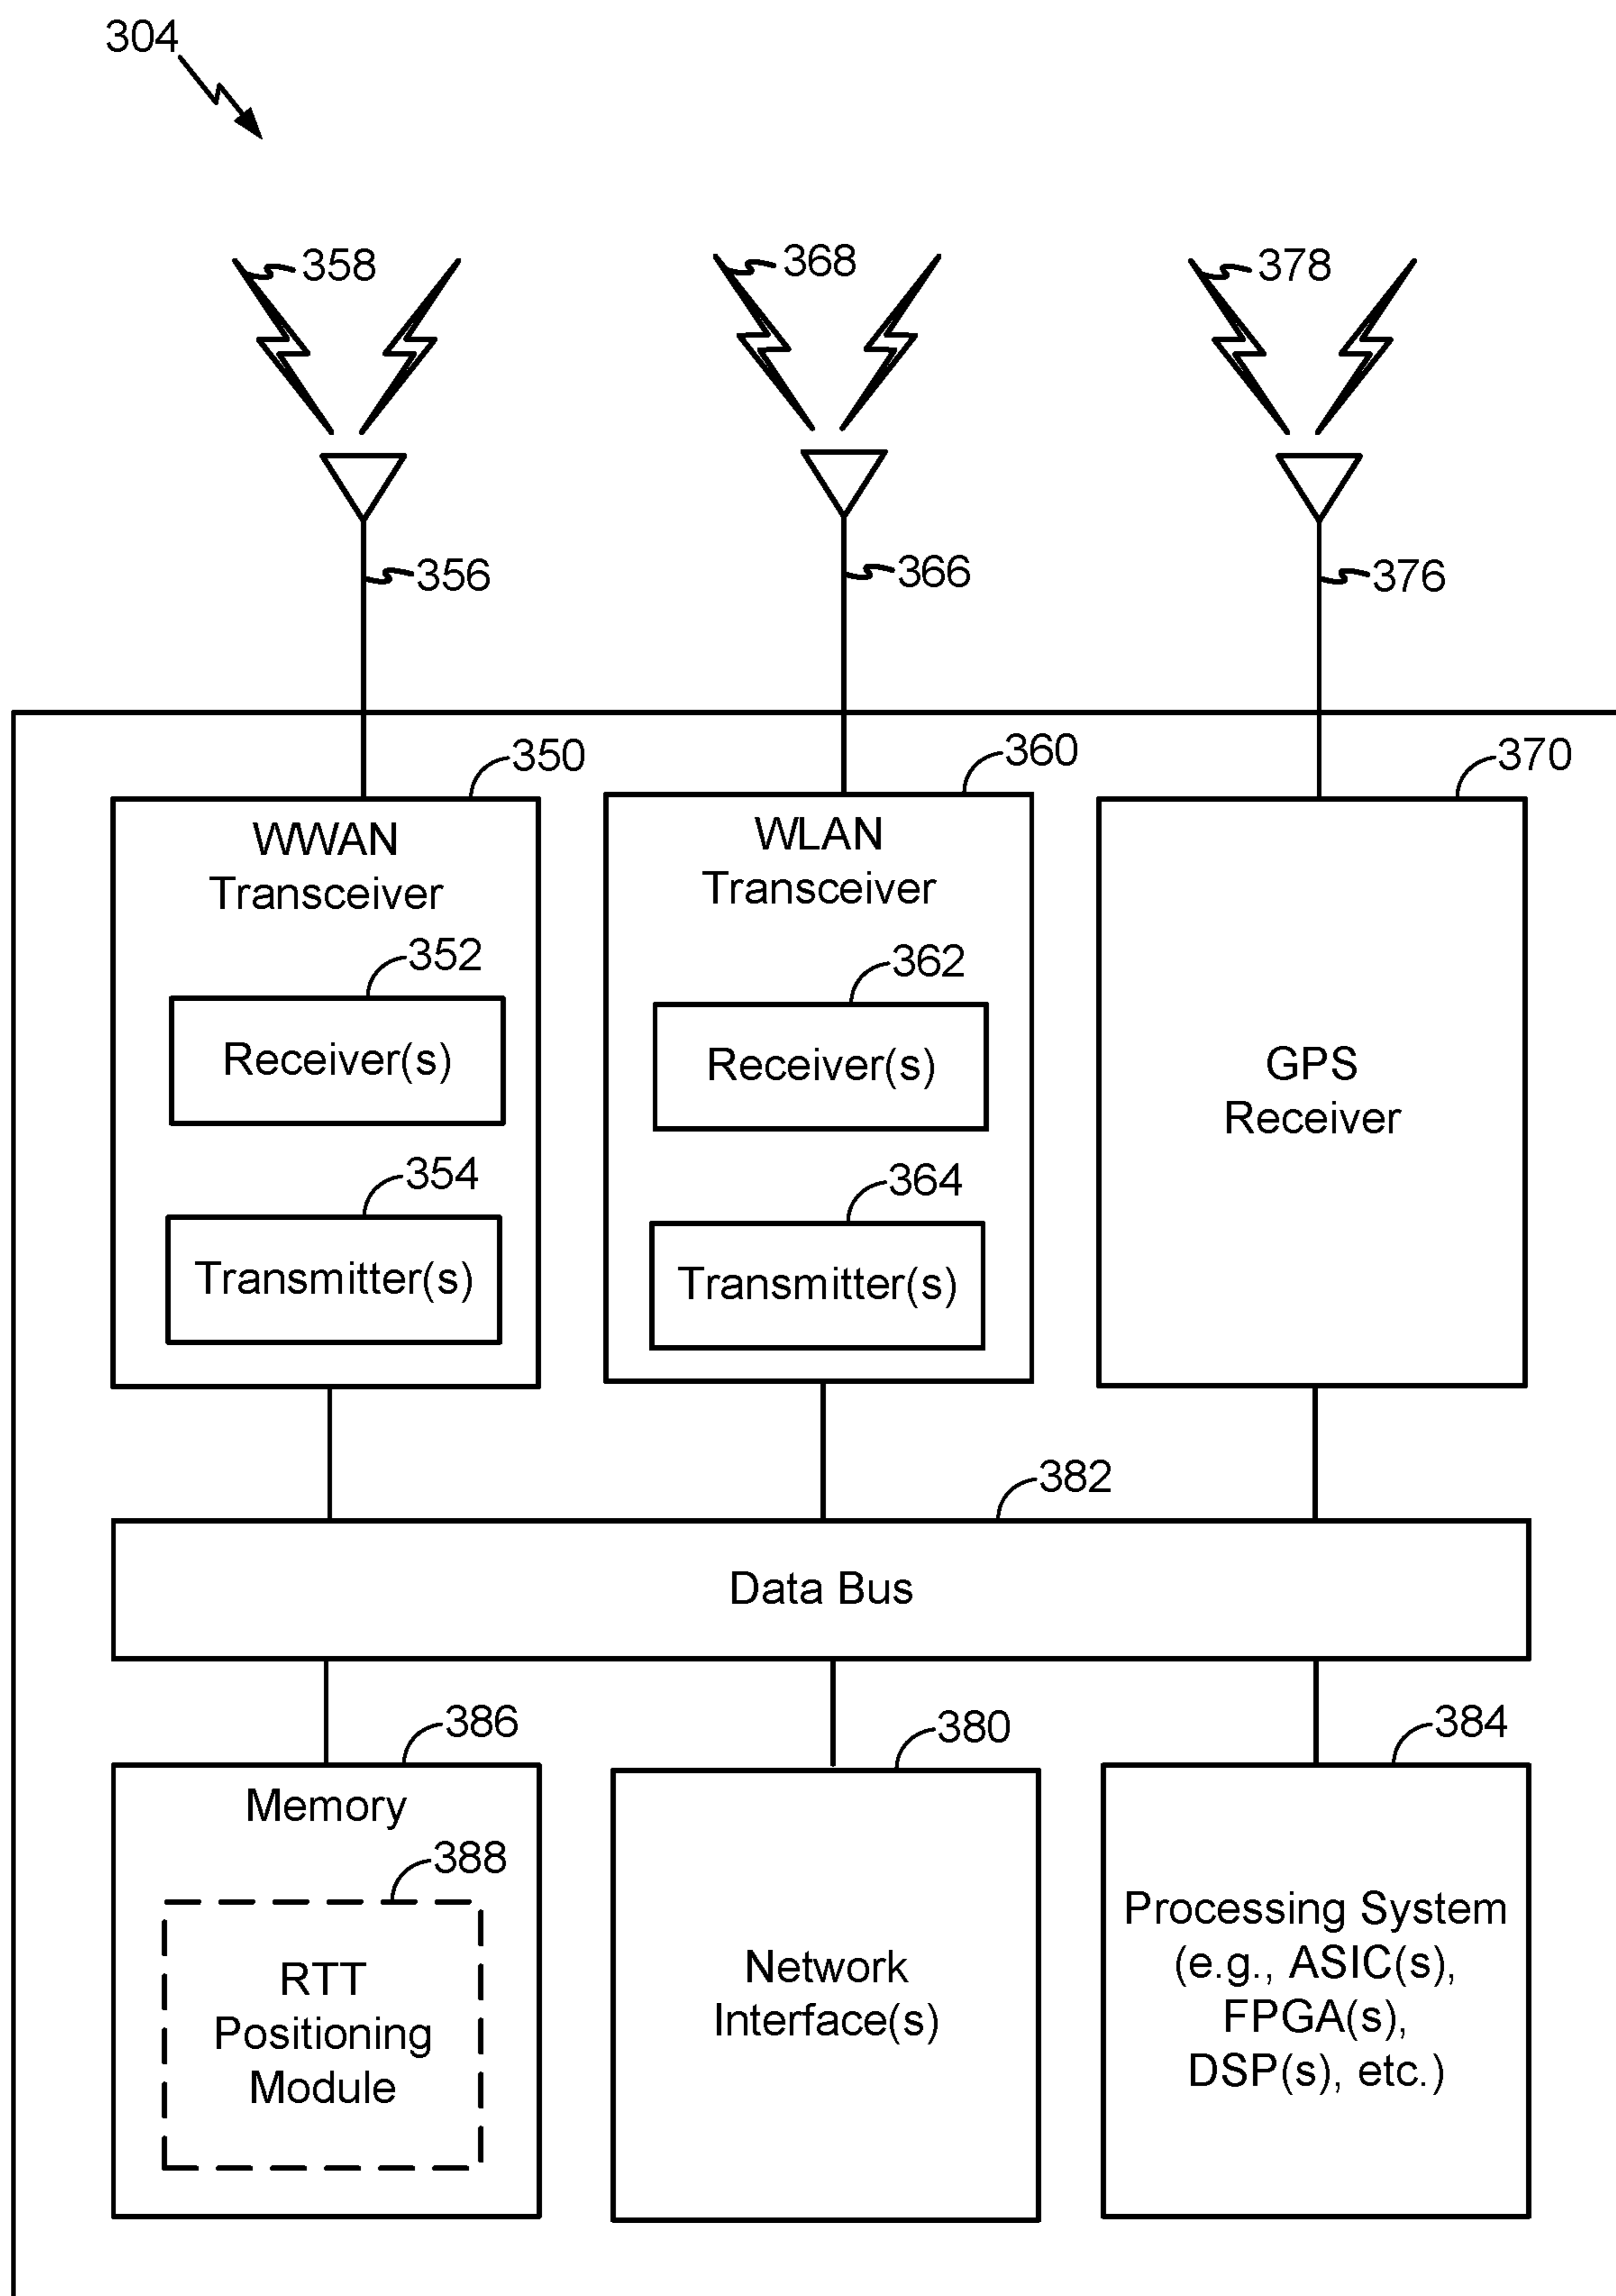 304
358
368
378
356
366
376
350
360
370
WWAN
Transceiver
WLAN
Transceiver
352
362
Receiver(s)
Receiver(s)
GPS
Receiver
354
364
Transmitter(s)
Transmitter(s)
382
Data Bus
386
380
384
Memory
388
RTT
Positioning
Module
Network
Interface(s)
Processing System
(e.g., ASIC(s),
FPGA(s),
DSP(s), etc.)